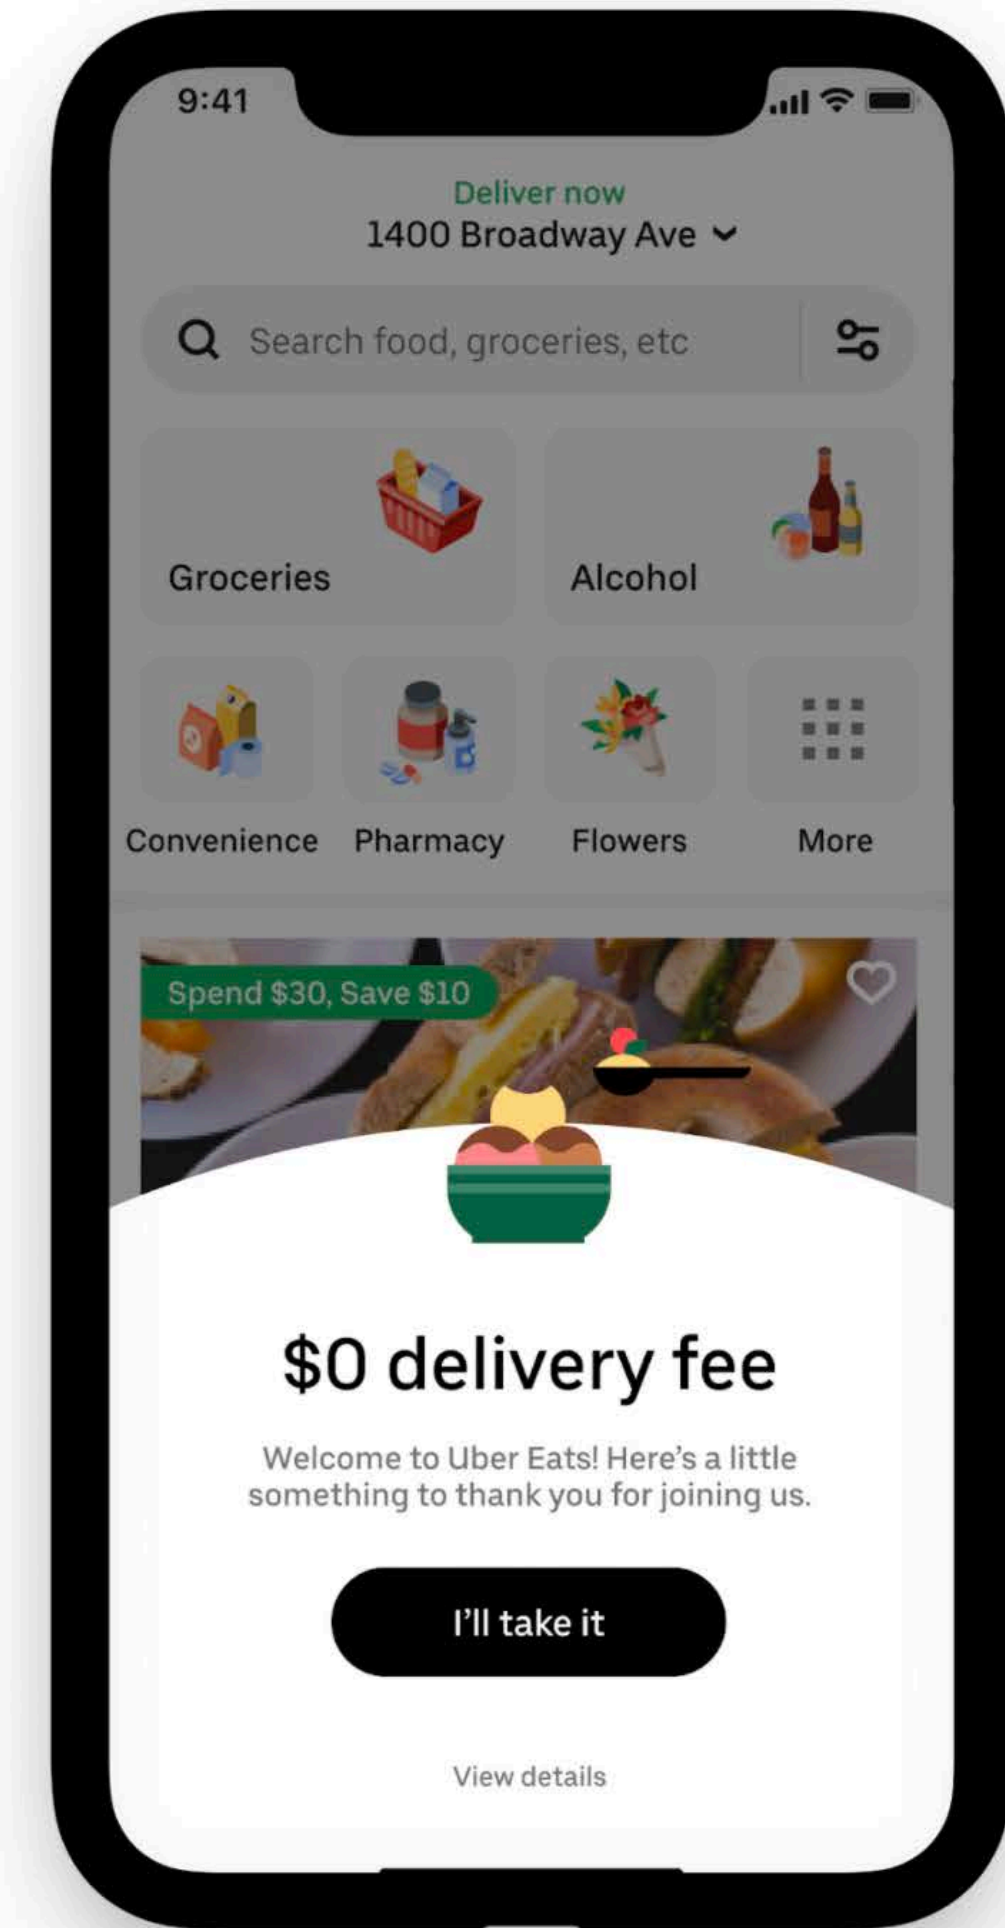 9:41
Deliver now
1400 Broadway Ave
Search food, groceries, etc
Groceries
Alcohol
Convenience
Pharmacy
Flowers
More
Spend $30, Save $10
$0 delivery fee
Welcome to Uber Eats! Here’s a little
something to thank you for joining us.
I’ll take it
View details